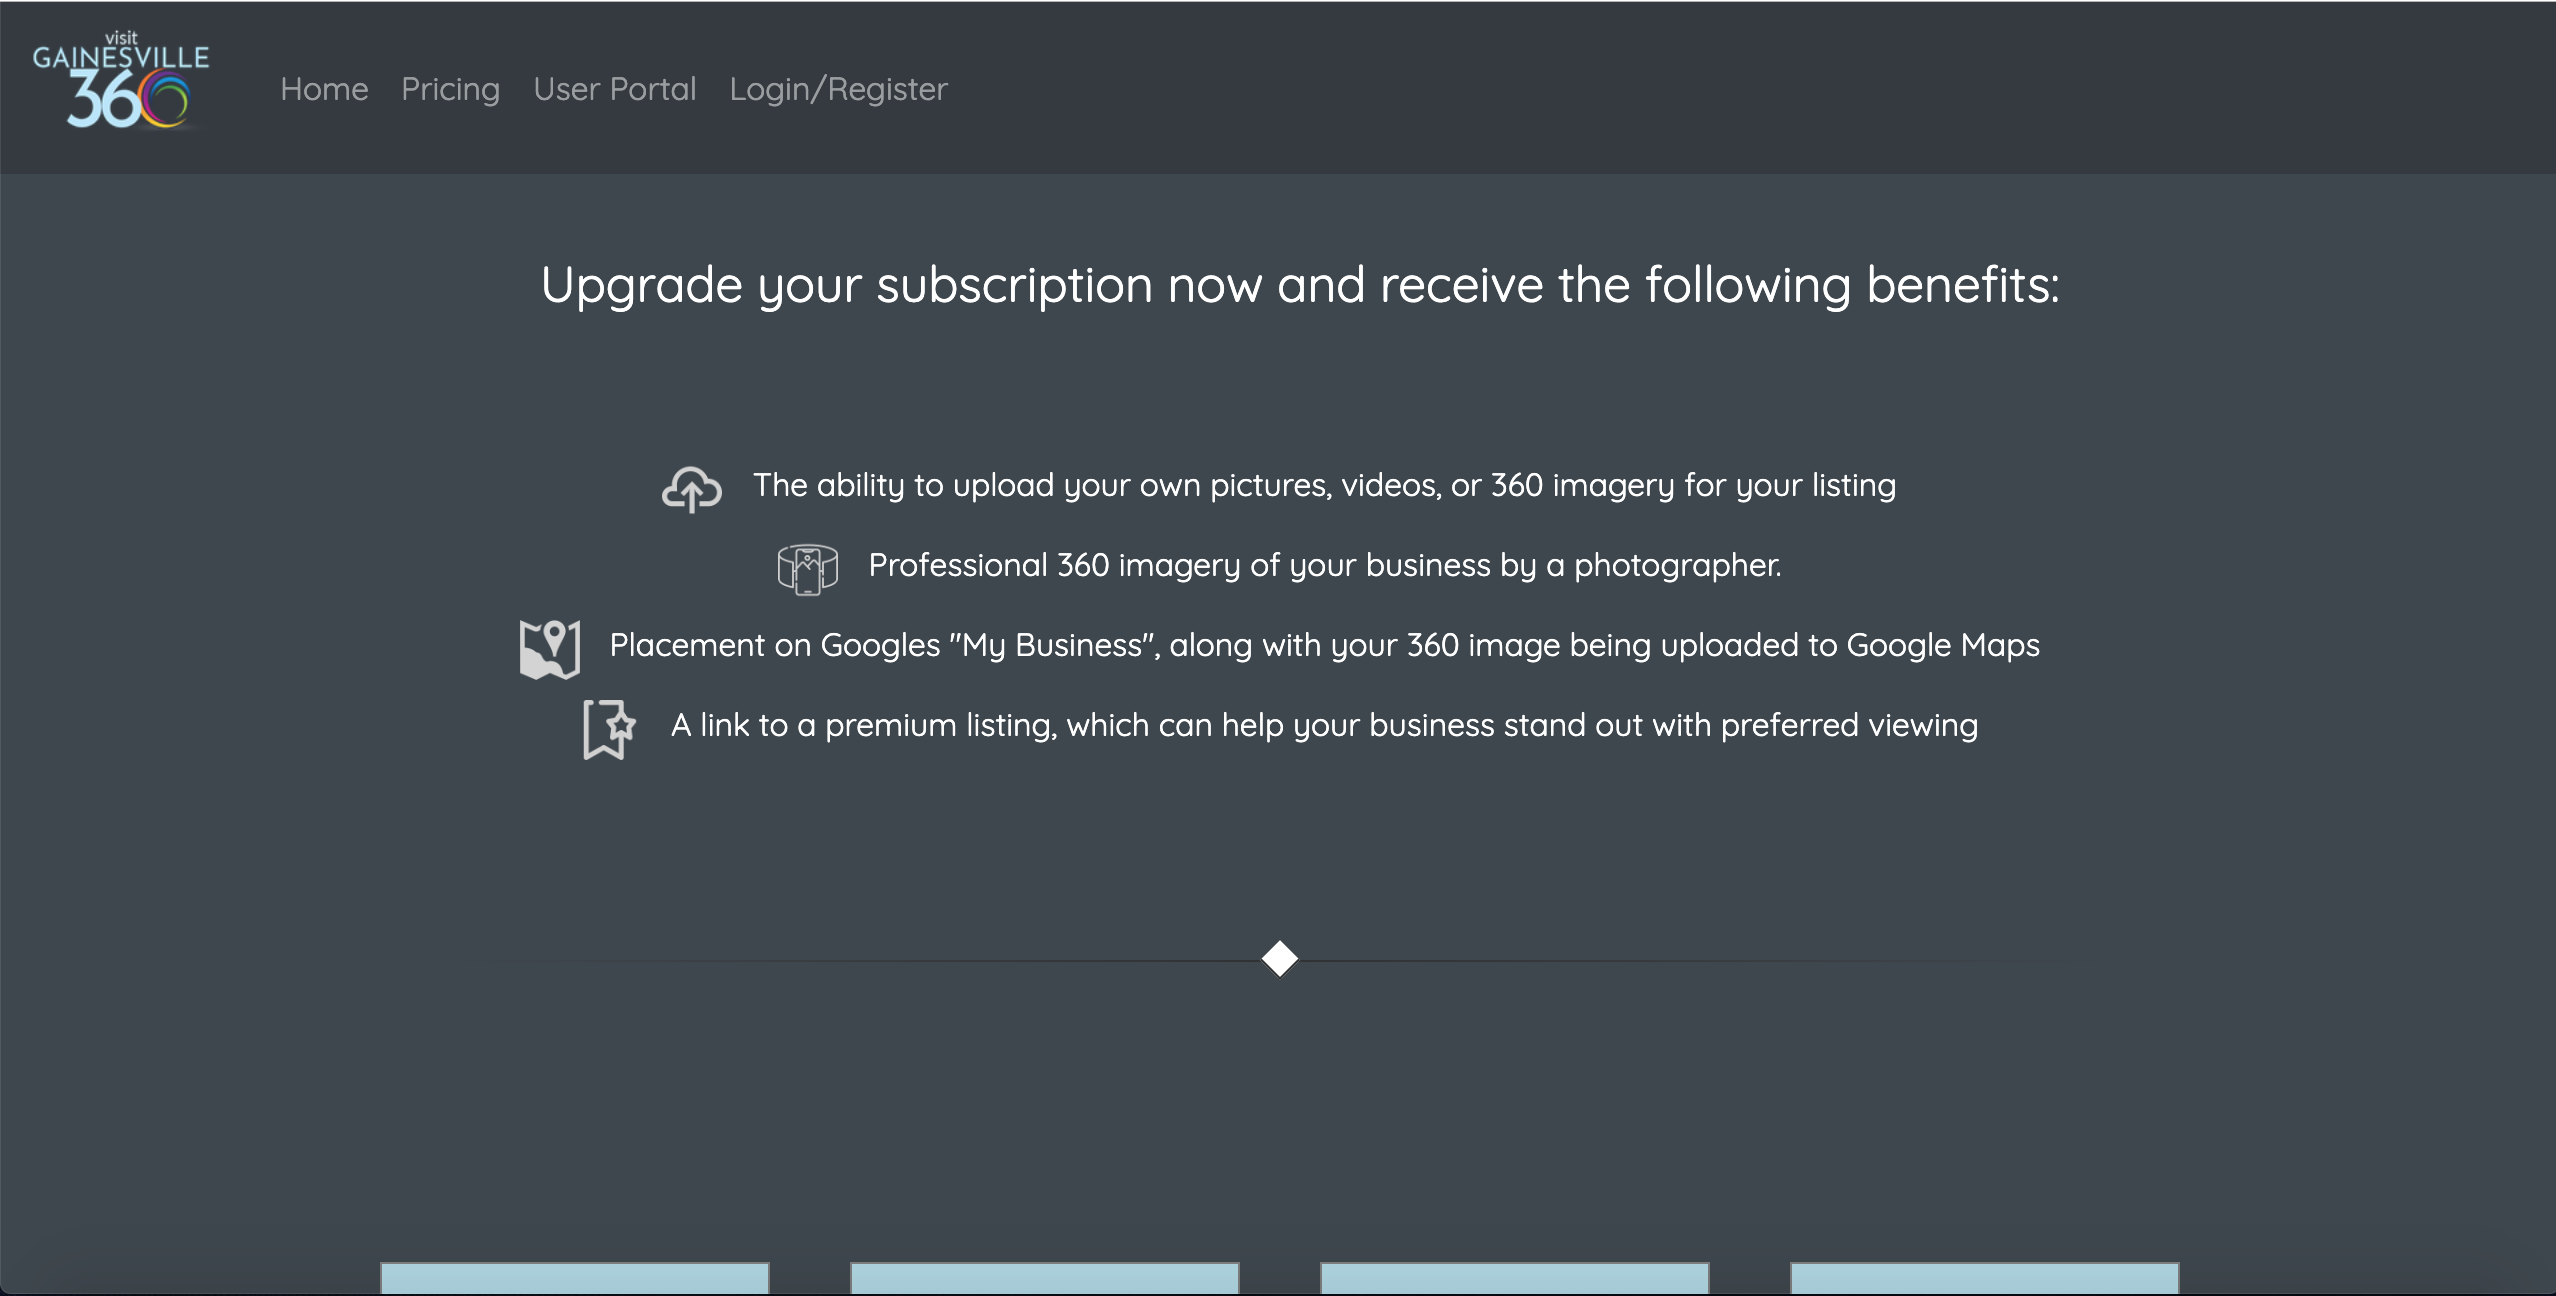 visit
GAINESVILLE
360
Home Pricing User Portal Login/Register
Upgrade your subscription now and receive the following benefits:
The ability to upload your own pictures, videos, or 360 imagery for your listing
Professional 360 imagery of your business by a photographer.
Placement on Googles "My Business", along with your 360 image being uploaded to Google Maps
A link to a premium listing, which can help your business stand out with preferred viewing